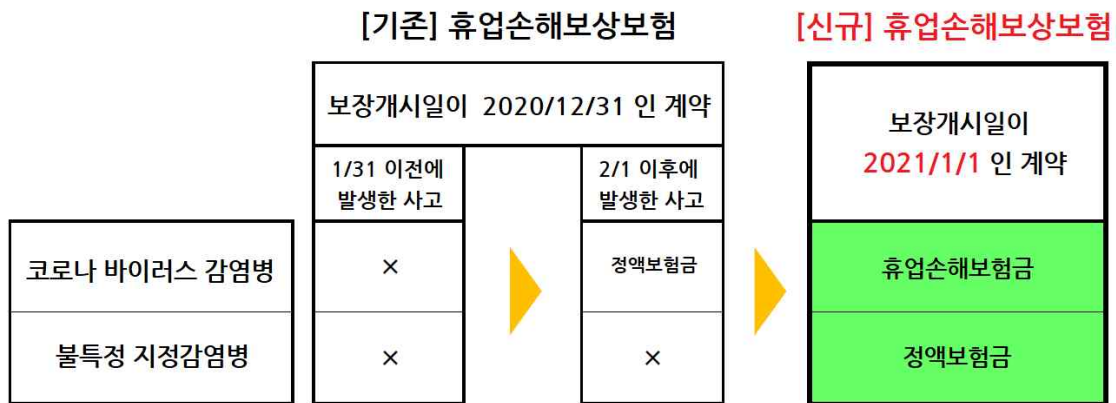 [기존] 휴업손해보상보험
[신규] 휴업손해보상보험
보장개시일이 2020/12/31 인 계약
보장개시일이
2021/1/1 인 계약
1/31 이전에
발생한 사고
2/1 이후에
발생한 사고
코로나 바이러스 감염병
×
정액보험금
휴업손해보험금
불특정 지정감염병
×
×
정액보험금